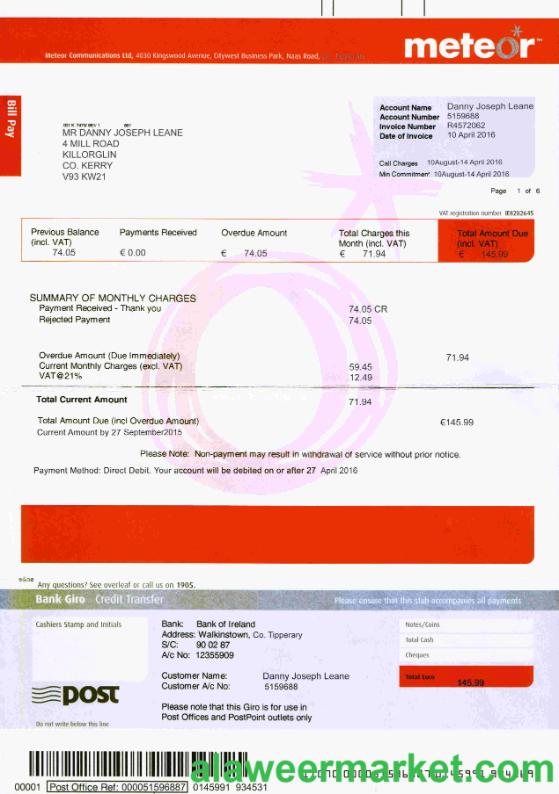 meteor™
Meteor Communications Ltd, 4030 Kingswood Avenue, Citywest Business Park, Naas Road,
Bill Pay
MR DANNY JOSEPH LEANE
4 MILL ROAD
KILLORGLIN
CO. KERRY
V93 KW21
Account Name Danny Joseph Leane
Account Number 5159688
Invoice Number R4572062
Date of Invoice 10 April 2016
Call Charges 10August-14 April 2016
Min Commitment 10August-14 April 2016
Page 1 of 6
VAT registration number IE8282645
Previous Balance Payments Received Overdue Amount Total Charges this Total Amount Due
(incl. VAT) Month (incl. VAT) (incl. VAT)
74.05 € 0.00 € 74.05 € 71.94 € 145.99
SUMMARY OF MONTHLY CHARGES
Payment Received - Thank you 74.05 CR
Rejected Payment 74.05
Overdue Amount (Due Immediately) 71.94
Current Monthly Charges (excl. VAT) 59.45
VAT@21% 12.49
Total Current Amount 71.94
Total Amount Due (incl Overdue Amount) €145.99
Current Amount by 27 September2015
Please Note: Non-payment may result in withdrawal of service without prior notice.
Payment Method: Direct Debit. Your account will be debited on or after 27 April 2016
Any questions? See overleaf or call us on 1905.
Bank Giro Credit Transfer Please ensure that this stub accompanies all payments
Cashiers Stamp and Initials
Bank: Bank of Ireland
Address: Walkinstown, Co. Tipperary
S/C: 90 02 87
A/c No: 12355909
Customer Name: Danny Joseph Leane
Customer A/c No: 5159688
Please note that this Giro is for use in
Post Offices and PostPoint outlets only
Notes/Coins
Total Cash
Cheques
Total Euro 145.99
post
Do not write below this line
alaweermarket.com
00001 Post Office Ref: 000051596887 0145991 934531